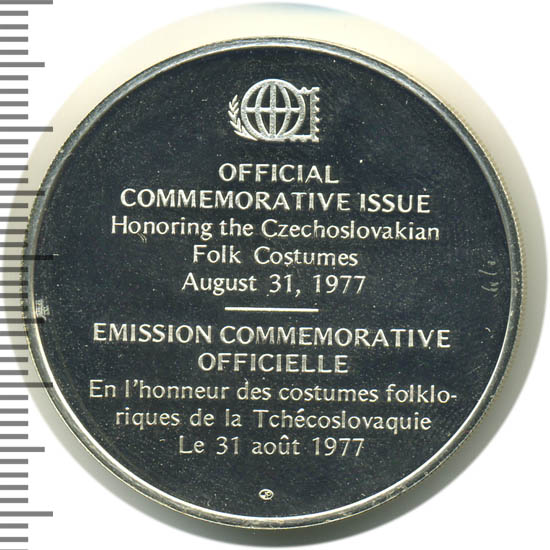 OFFICIAL
COMMEMORATIVE ISSUE
Honoring the Czechoslovakian
Folk Costumes
August 31, 1977
EMISSION COMMEMORATIVE
OFFICIELLE
En l'honneur des costumes folklo-
riques de la Tchécoslovaquie
Le 31 août 1977